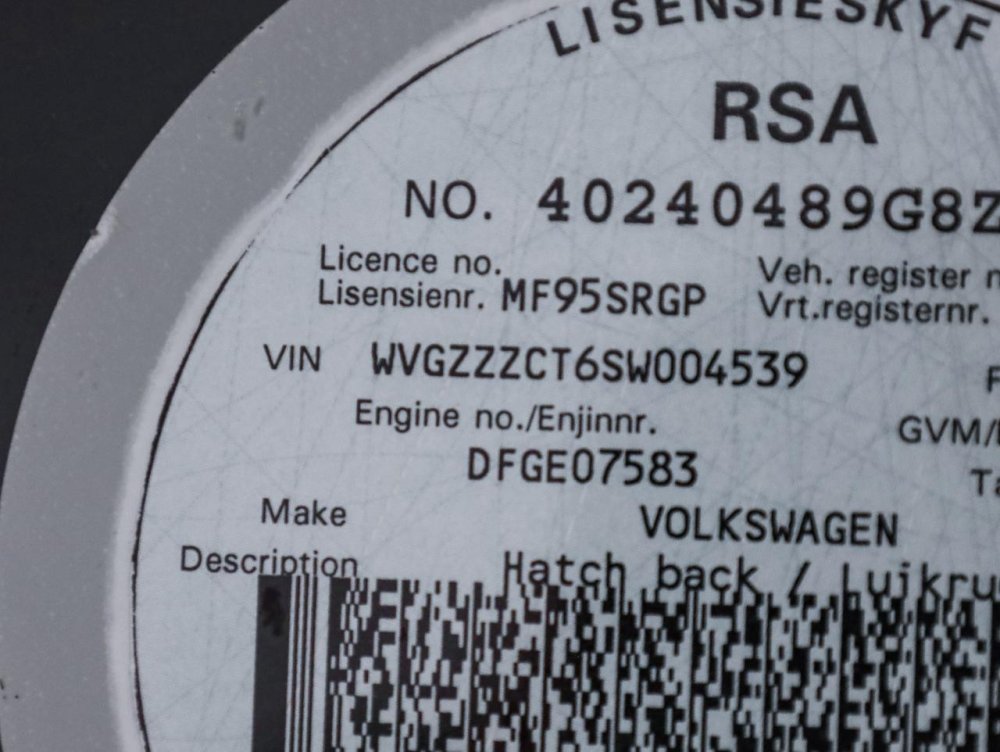 LISENSIESKYF
RSA
NO. 40240489G8Z
Licence no.
Lisensienr. MF95SRGP
Veh. register
Vrt.registernr.
VIN WVGZZZCT6SW004539
Engine no./Enjinnr.
GVM/
DFGE07583
Make VOLKSWAGEN
Description Hatch back / Luikru